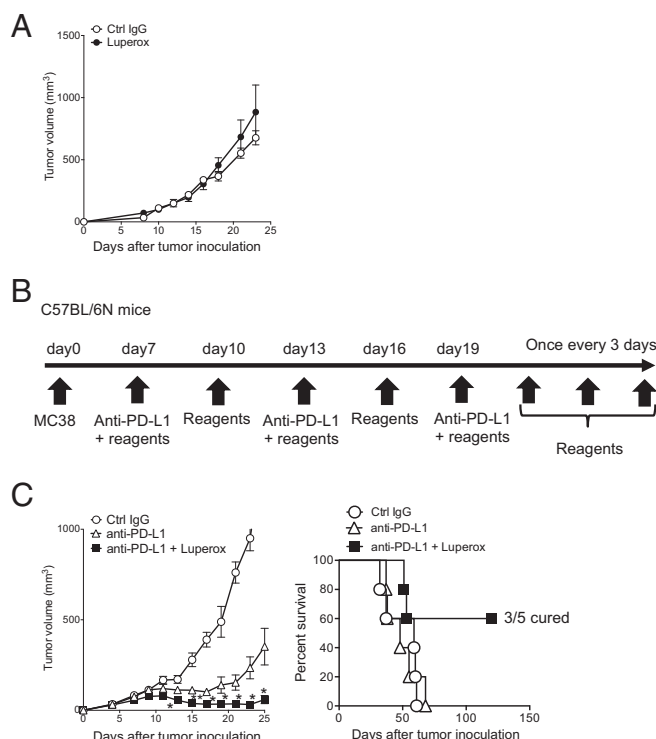 A
Ctrl IgG
Luperox
1500
1000
500
0
Tumor volume (mm³)
0 5 10 15 20 25
Days after tumor inoculation
B
C57BL/6N mice
day0 day7 day10 day13 day16 day19 Once every 3 days
MC38 Anti-PD-L1 + reagents Reagents Anti-PD-L1 + reagents Reagents Anti-PD-L1 + reagents Reagents
C
Ctrl IgG
anti-PD-L1
anti-PD-L1 + Luperox
1000
500
0
Tumor volume (mm³)
* ** * * * * *
0 5 10 15 20 25
Days after tumor inoculation
Ctrl IgG
anti-PD-L1
anti-PD-L1 + Luperox
100
80
60
40
20
0
Percent survival
3/5 cured
0 50 100 150
Days after tumor inoculation